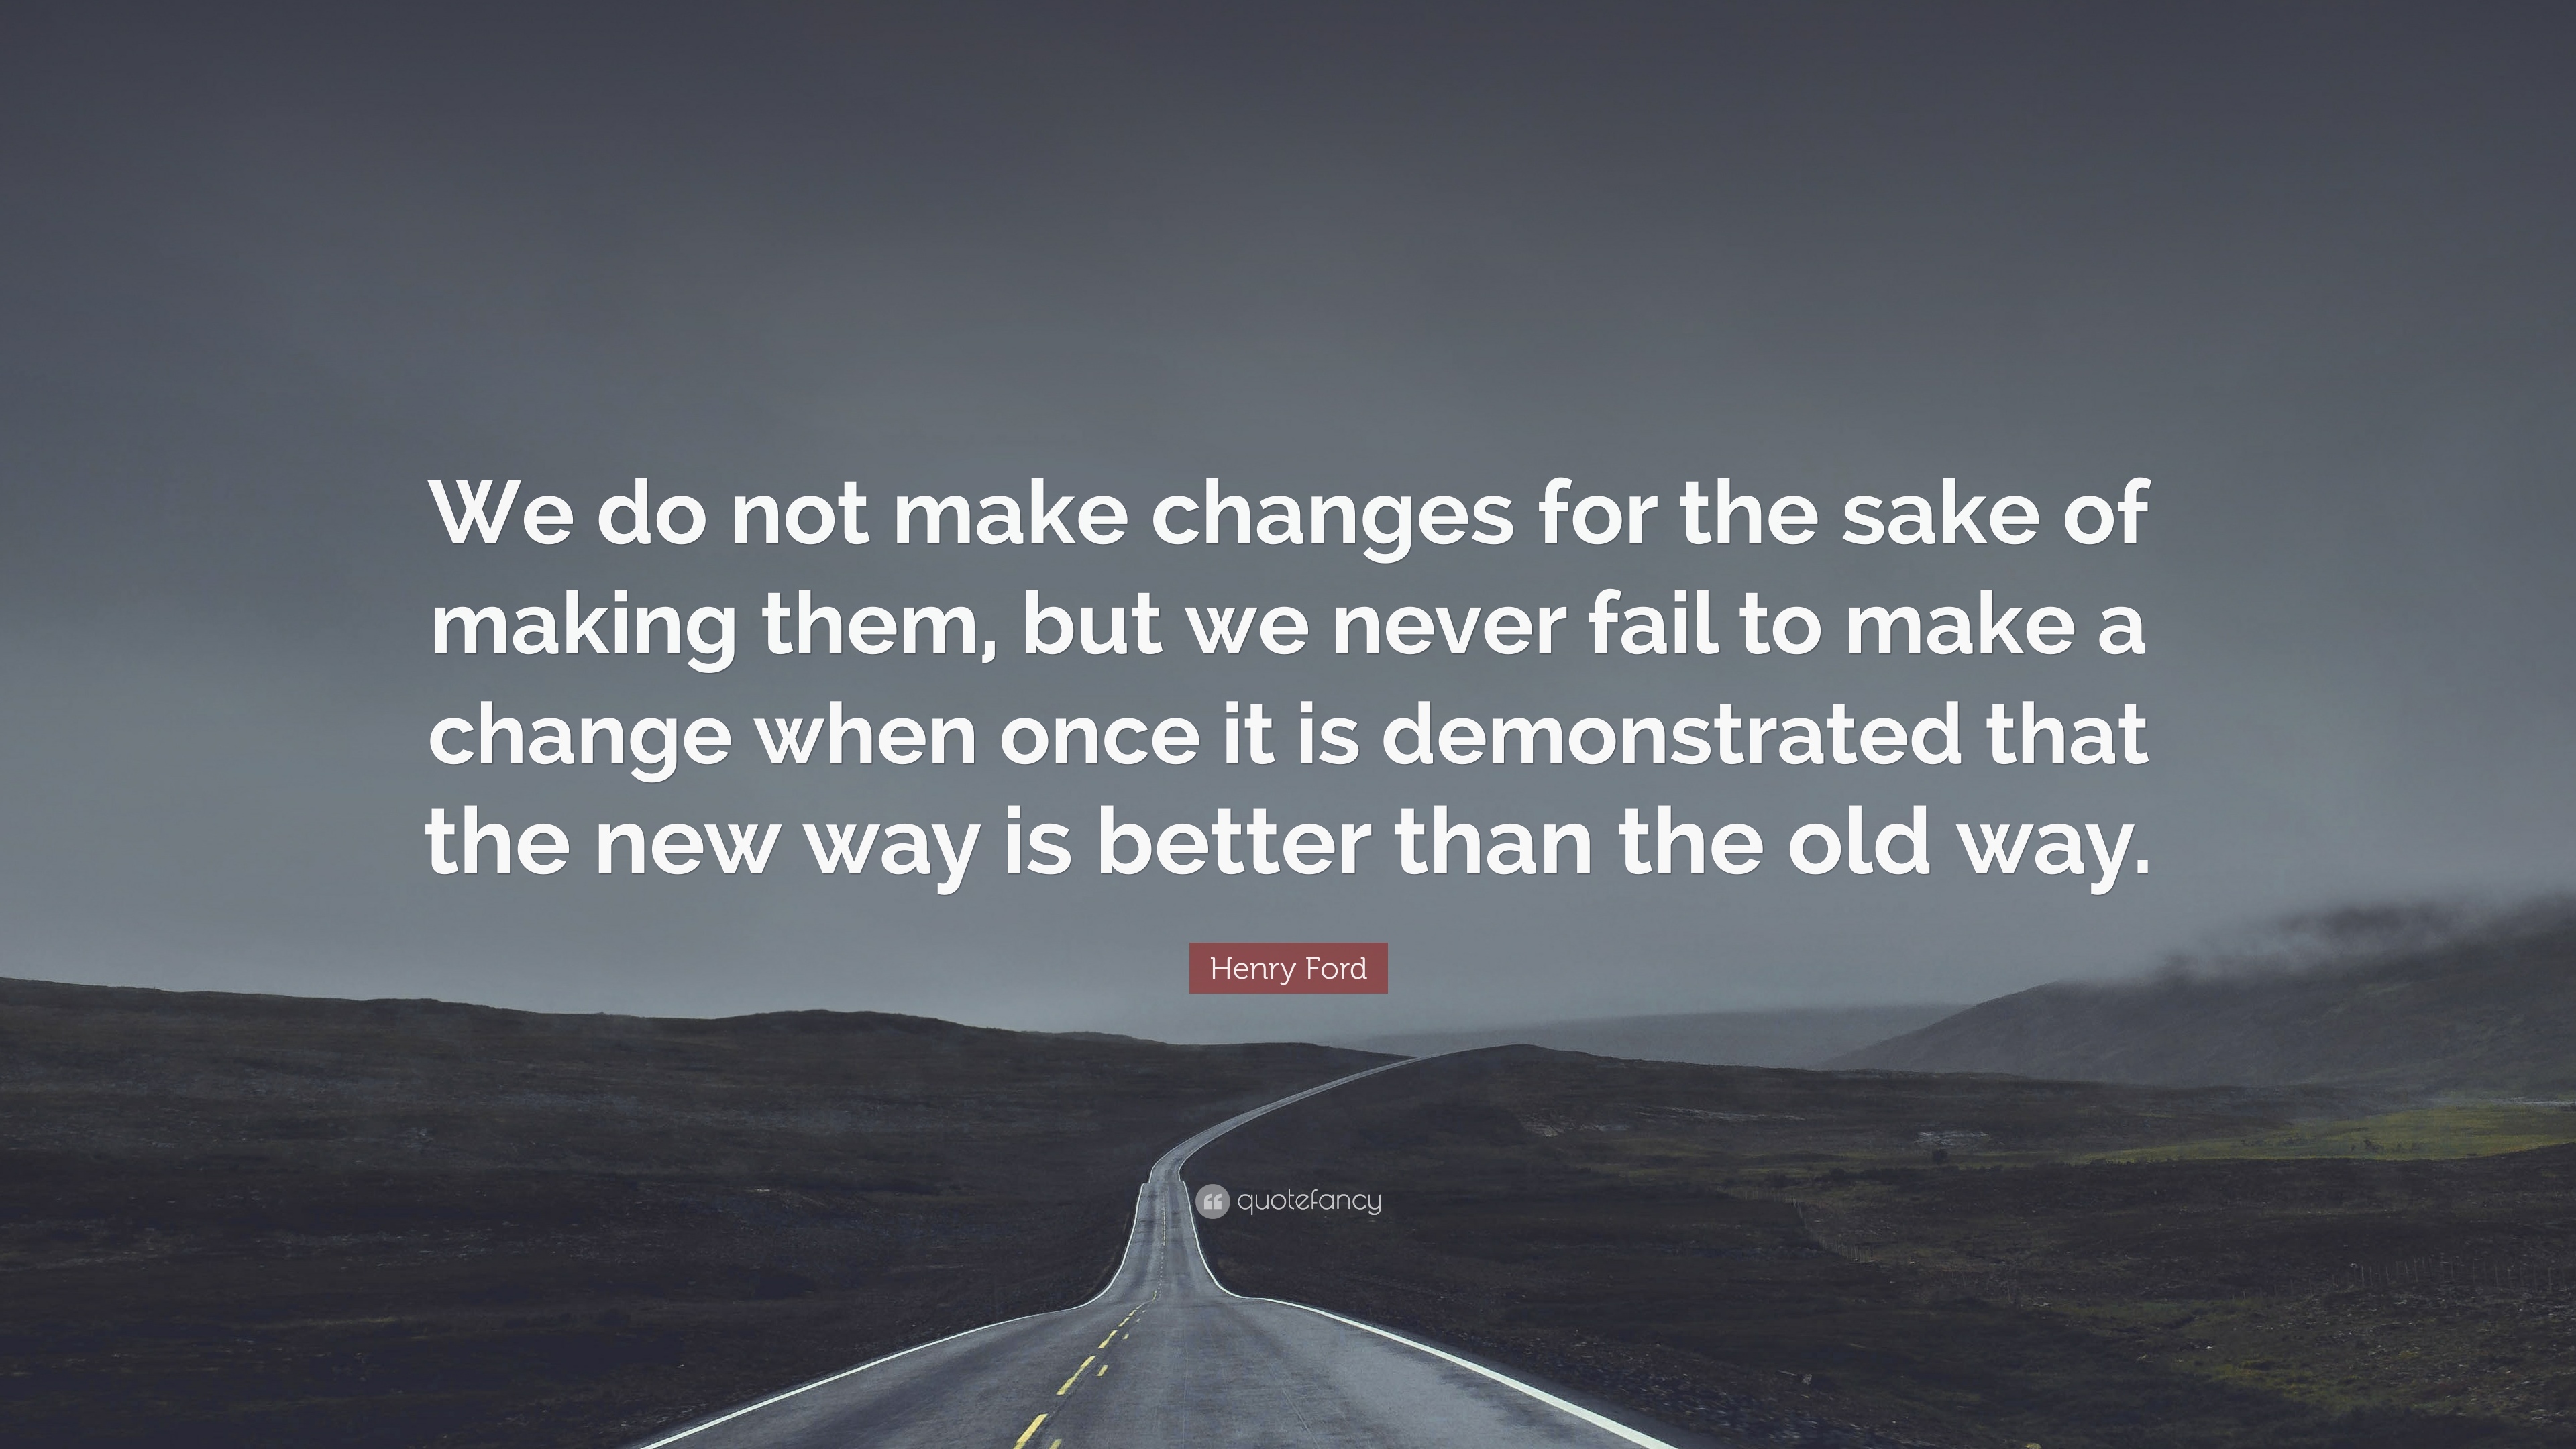 We do not make changes for the sake of
making them, but we never fail to make a
change when once it is demonstrated that
the new way is better than the old way.
Henry Ford
quotefancy